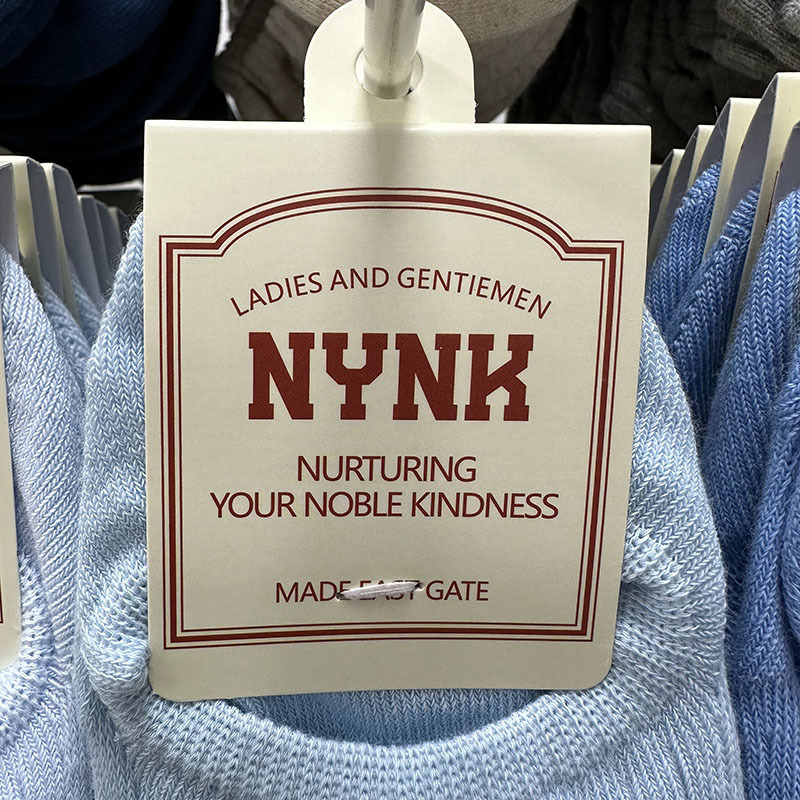 LADIES AND GENTIEMEN
NYNK
NURTURING
YOUR NOBLE KINDNESS
MADE EAST GATE